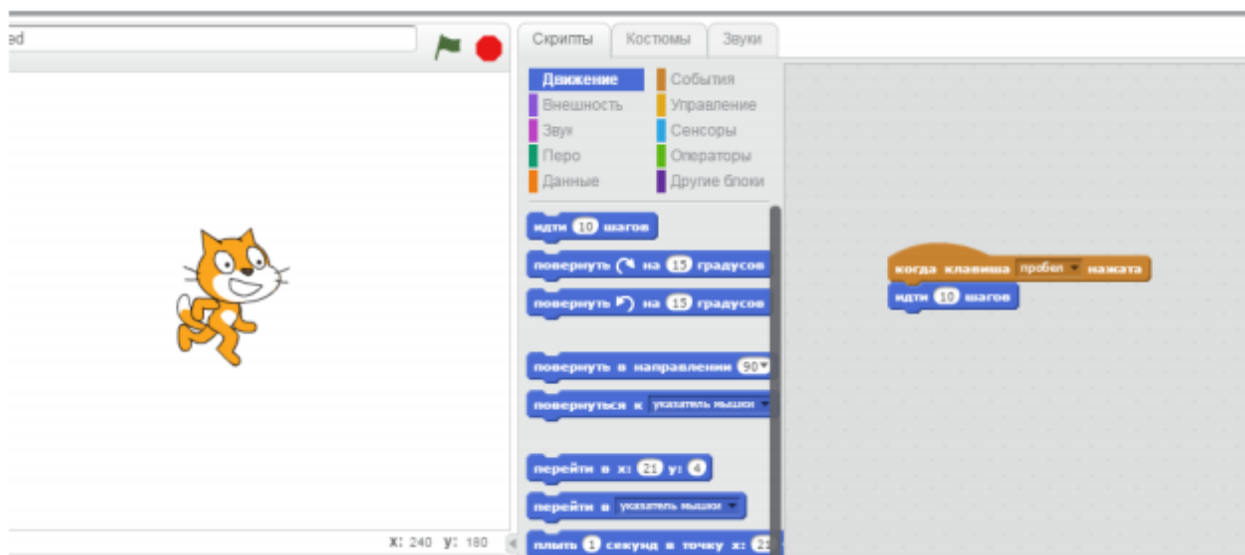 ed
Скрипты Костюмы Звуки
Движение События
Внешность Управление
Звук Сенсоры
Перо Операторы
Данные Другие блоки
идти 10 шагов
повернуть на 15 градусов
повернуть на 15 градусов
повернуть в направлении 90
повернуться к указатель мышки
перейти в x: 21 y: 4
перейти в указатель мышки
плыть 1 секунд в точку x: 21
когда клавиша пробел нажата
идти 10 шагов
x: 240 y: 180